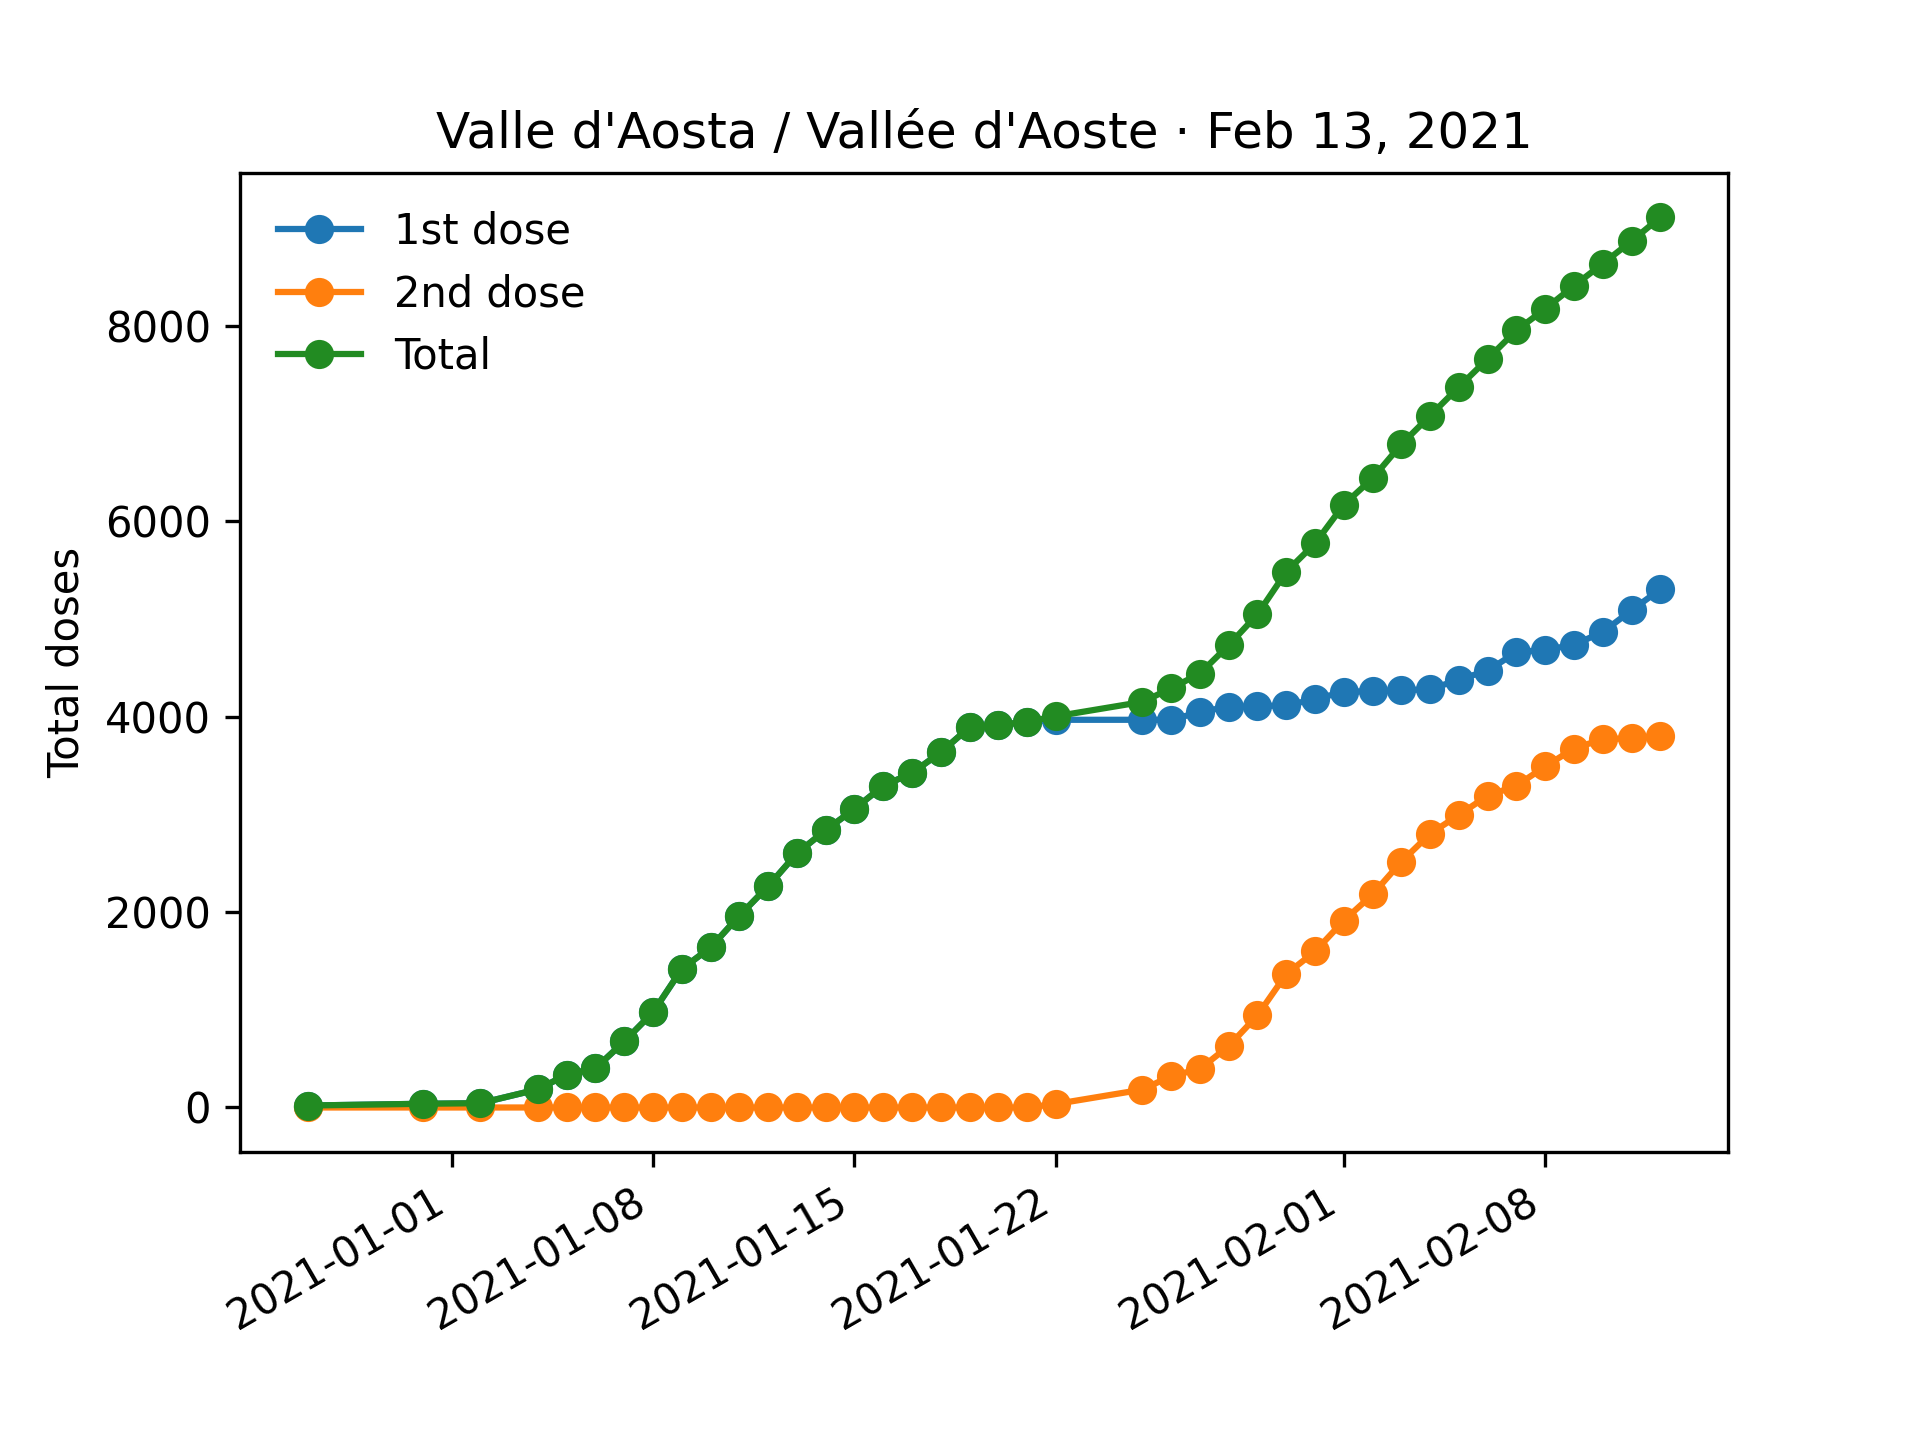 Valle d'Aosta / Vallée d'Aoste · Feb 13, 2021
1st dose
2nd dose
Total
Total doses
8000
6000
4000
2000
0
2021-01-01
2021-01-08
2021-01-15
2021-01-22
2021-02-01
2021-02-08